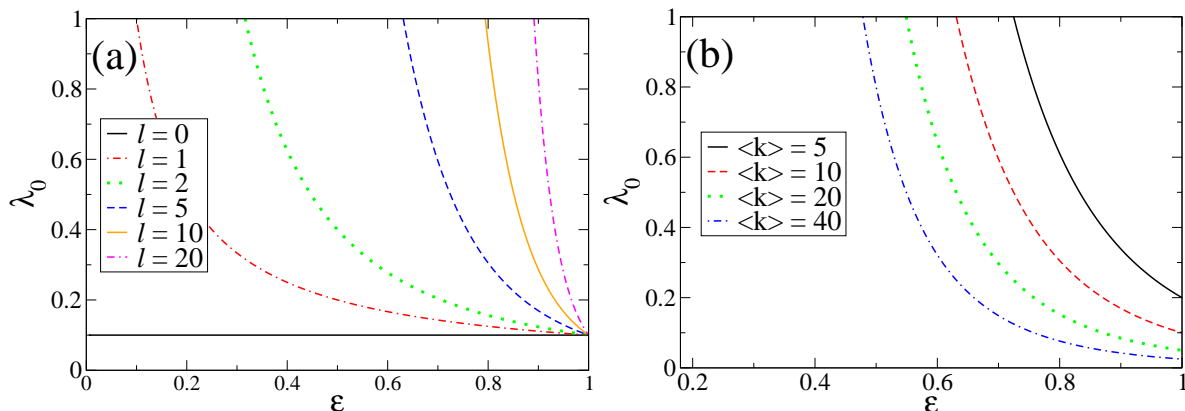 (a)
λ₀
1
0.8
0.6
0.4
0.2
0
l = 0
l = 1
l = 2
l = 5
l = 10
l = 20
0 0.2 0.4 0.6 0.8 1
ε
(b)
λ₀
1
0.8
0.6
0.4
0.2
0
<k> = 5
<k> = 10
<k> = 20
<k> = 40
0.2 0.4 0.6 0.8 1
ε